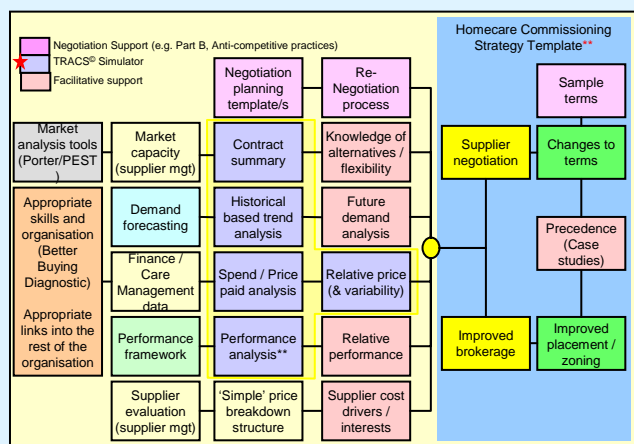 Negotiation Support (e.g. Part B, Anti-competitive practices)
TRACS© Simulator
Facilitative support
Homecare Commissioning
Strategy Template**
Negotiation
planning
template/s
Re-
Negotiation
process
Sample
terms
Market
analysis tools
(Porter/PEST
)
Market
capacity
(supplier mgt)
Contract
summary
Knowledge of
alternatives /
flexibility
Supplier
negotiation
Changes to
terms
Appropriate
skills and
organisation
(Better
Buying
Diagnostic)
Appropriate
links into the
rest of the
organisation
Demand
forecasting
Historical
based trend
analysis
Future
demand
analysis
Precedence
(Case
studies)
Finance /
Care
Management
data
Spend / Price
paid analysis
Relative price
(& variability)
Performance
framework
Performance
analysis**
Relative
performance
Improved
brokerage
Improved
placement /
zoning
Supplier
evaluation
(supplier mgt)
‘Simple’ price
breakdown
structure
Supplier cost
drivers /
interests